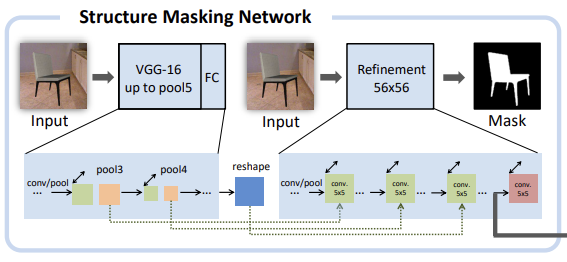 Structure Masking Network
VGG-16
up to pool5
FC
Refinement
56x56
Input
Input
Mask
conv/pool
pool3
pool4
...
...
reshape
conv/pool
conv.
5x5
...
conv.
5x5
...
conv.
5x5
...
conv.
5x5